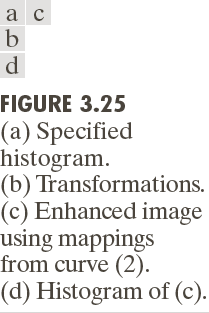 a c
b
d
FIGURE 3.25
(a) Specified
histogram.
(b) Transformations.
(c) Enhanced image
using mappings
from curve (2).
(d) Histogram of (c).